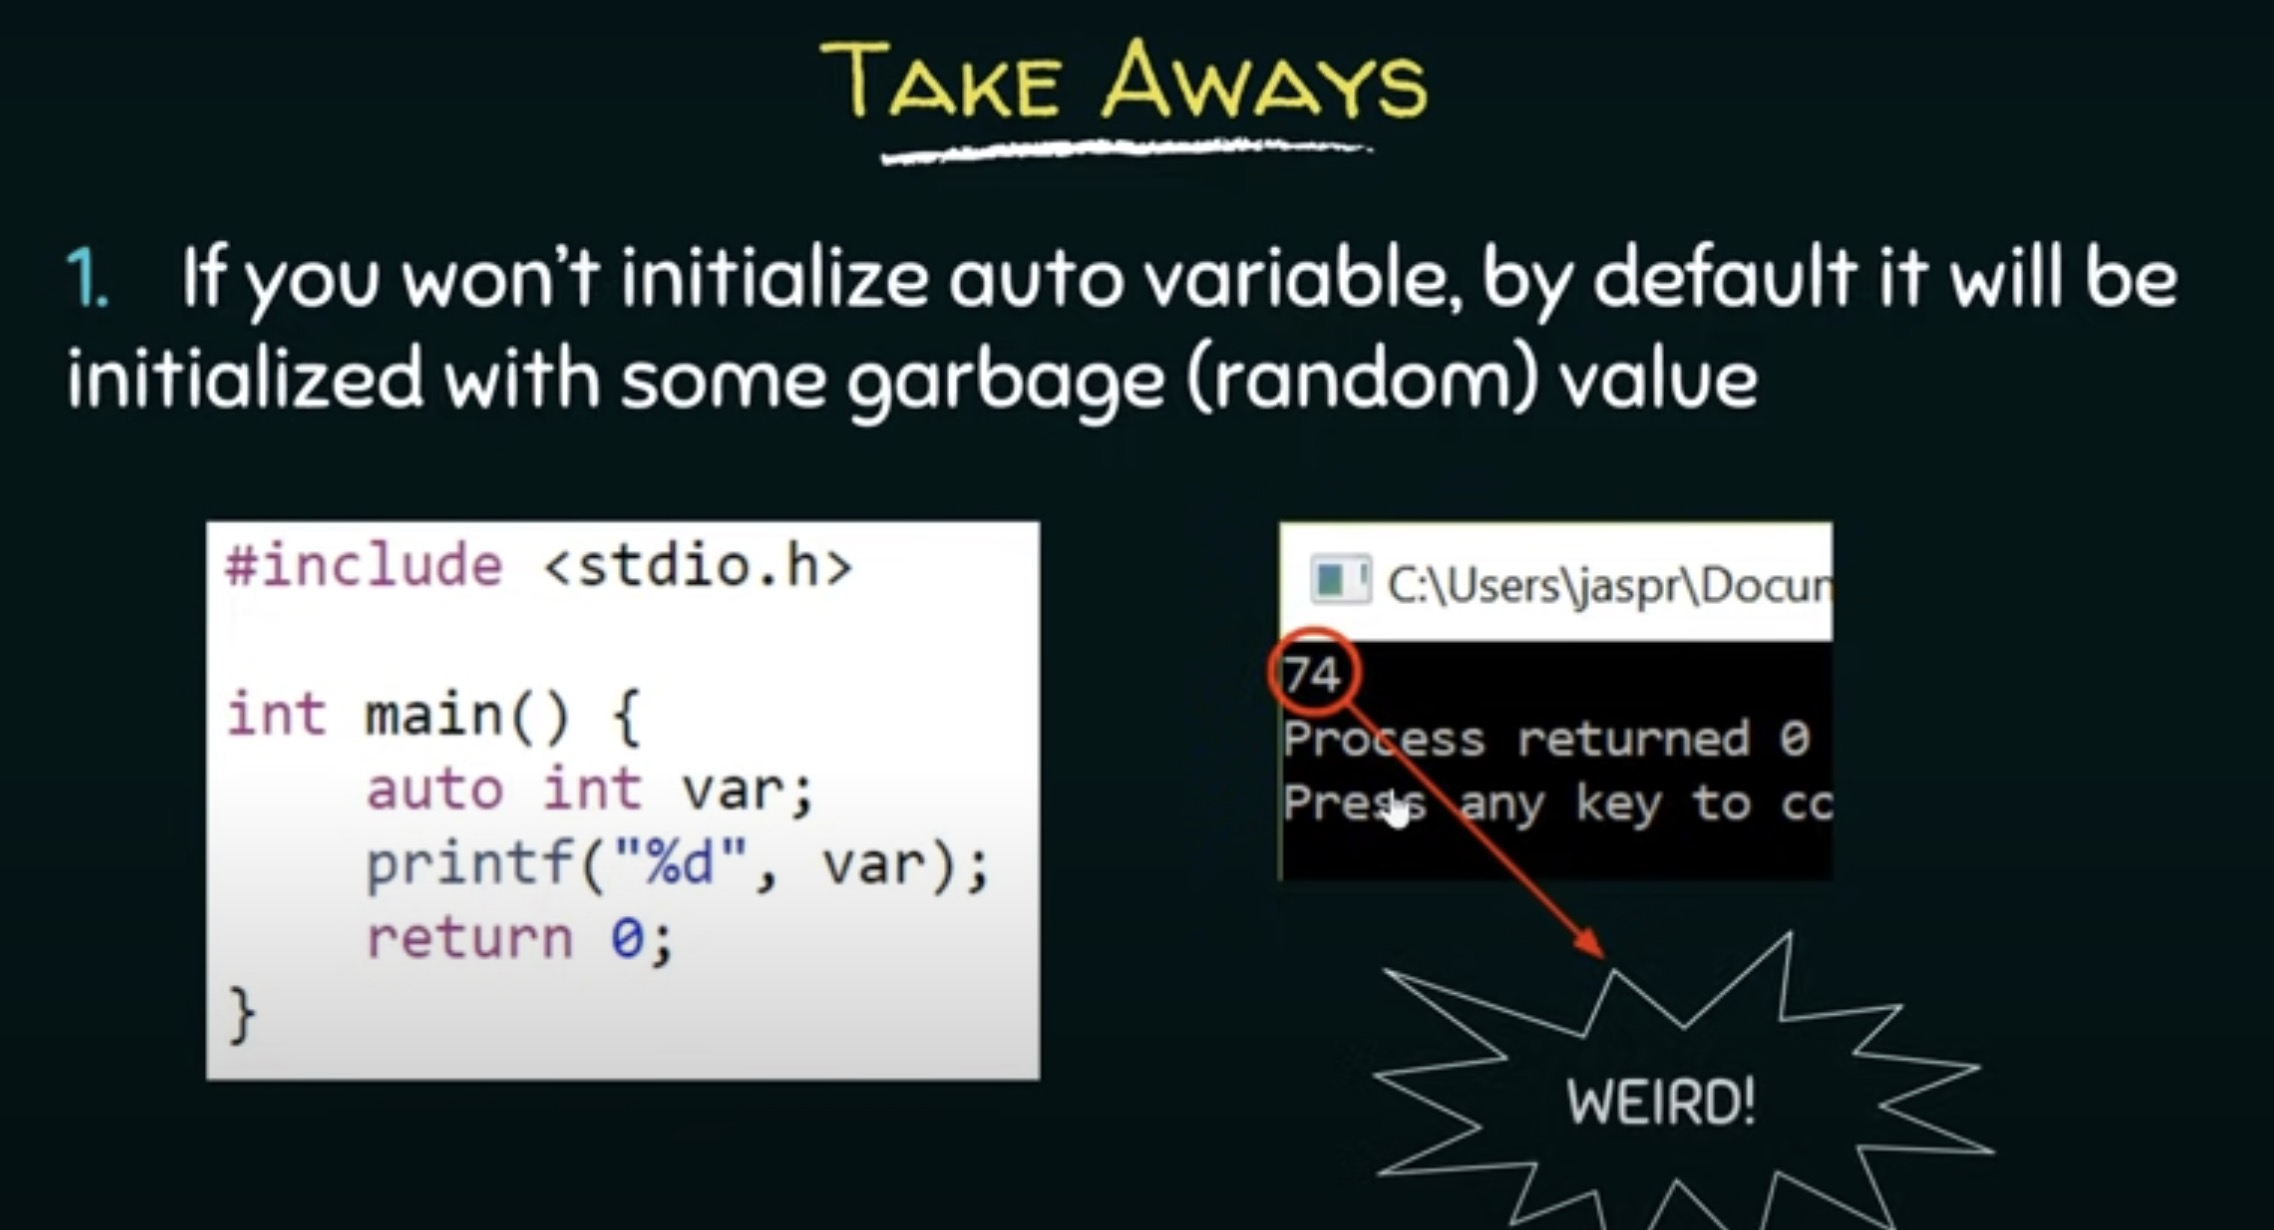 TAKE AWAYS
1. If you won't initialize auto variable, by default it will be
initialized with some garbage (random) value
#include <stdio.h>
int main() {
auto int var;
printf("%d", var);
return 0;
}
C:\Users\jaspr\Docum
74
Process returned 0
Press any key to co
WEIRD!